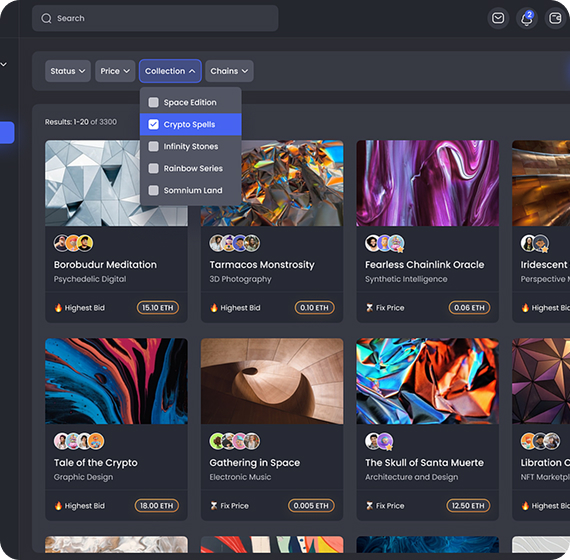 Search
2
Status
Price
Collection
Chains
Space Edition
Crypto Spells
Infinity Stones
Rainbow Series
Somnium Land
Results: 1-20 of 3300
Borobudur Meditation
Psychedelic Digital
Highest Bid
15.10 ETH
Tarmacos Monstrosity
3D Photography
Highest Bid
0.10 ETH
Fearless Chainlink Oracle
Synthetic Intelligence
Fix Price
0.06 ETH
Iridescent
Perspective
Highest Bid
Tale of the Crypto
Graphic Design
Highest Bid
18.00 ETH
Gathering in Space
Electronic Music
Fix Price
0.005 ETH
The Skull of Santa Muerte
Architecture and Design
Fix Price
12.50 ETH
Libration C
NFT Marketpl
Highest Bid